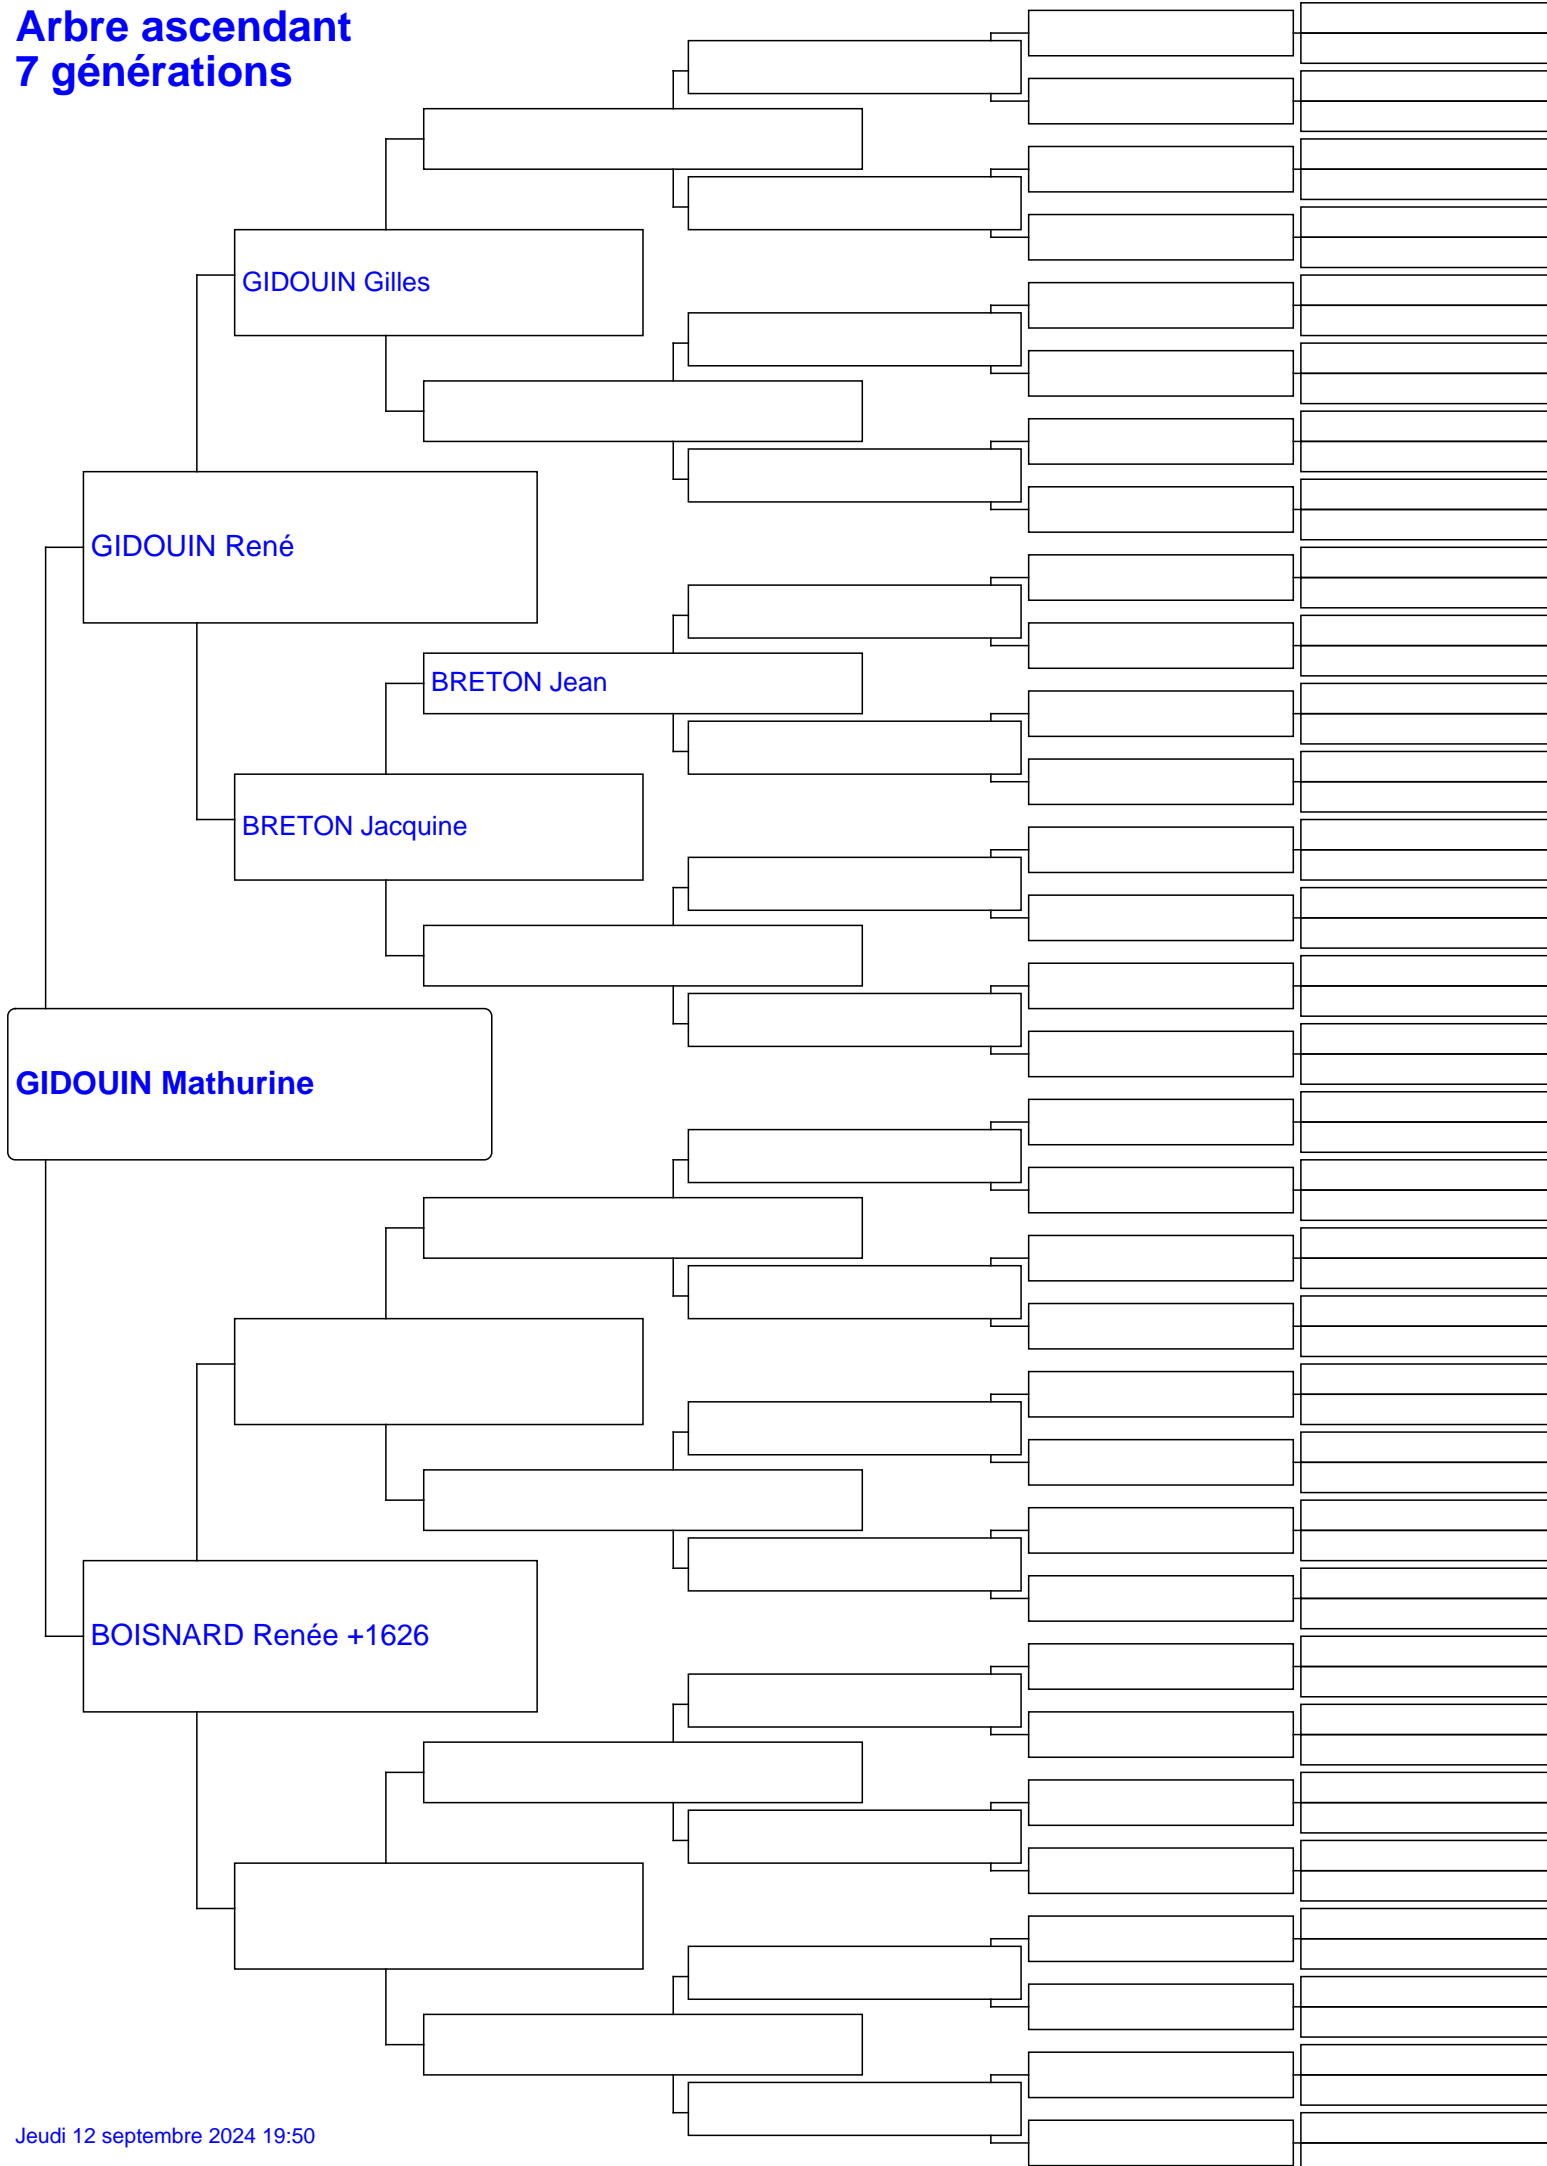 Arbre ascendant
7 générations
GIDOUIN Gilles
GIDOUIN René
BRETON Jean
BRETON Jacquine
GIDOUIN Mathurine
BOISNARD Renée +1626
Jeudi 12 septembre 2024 19:50